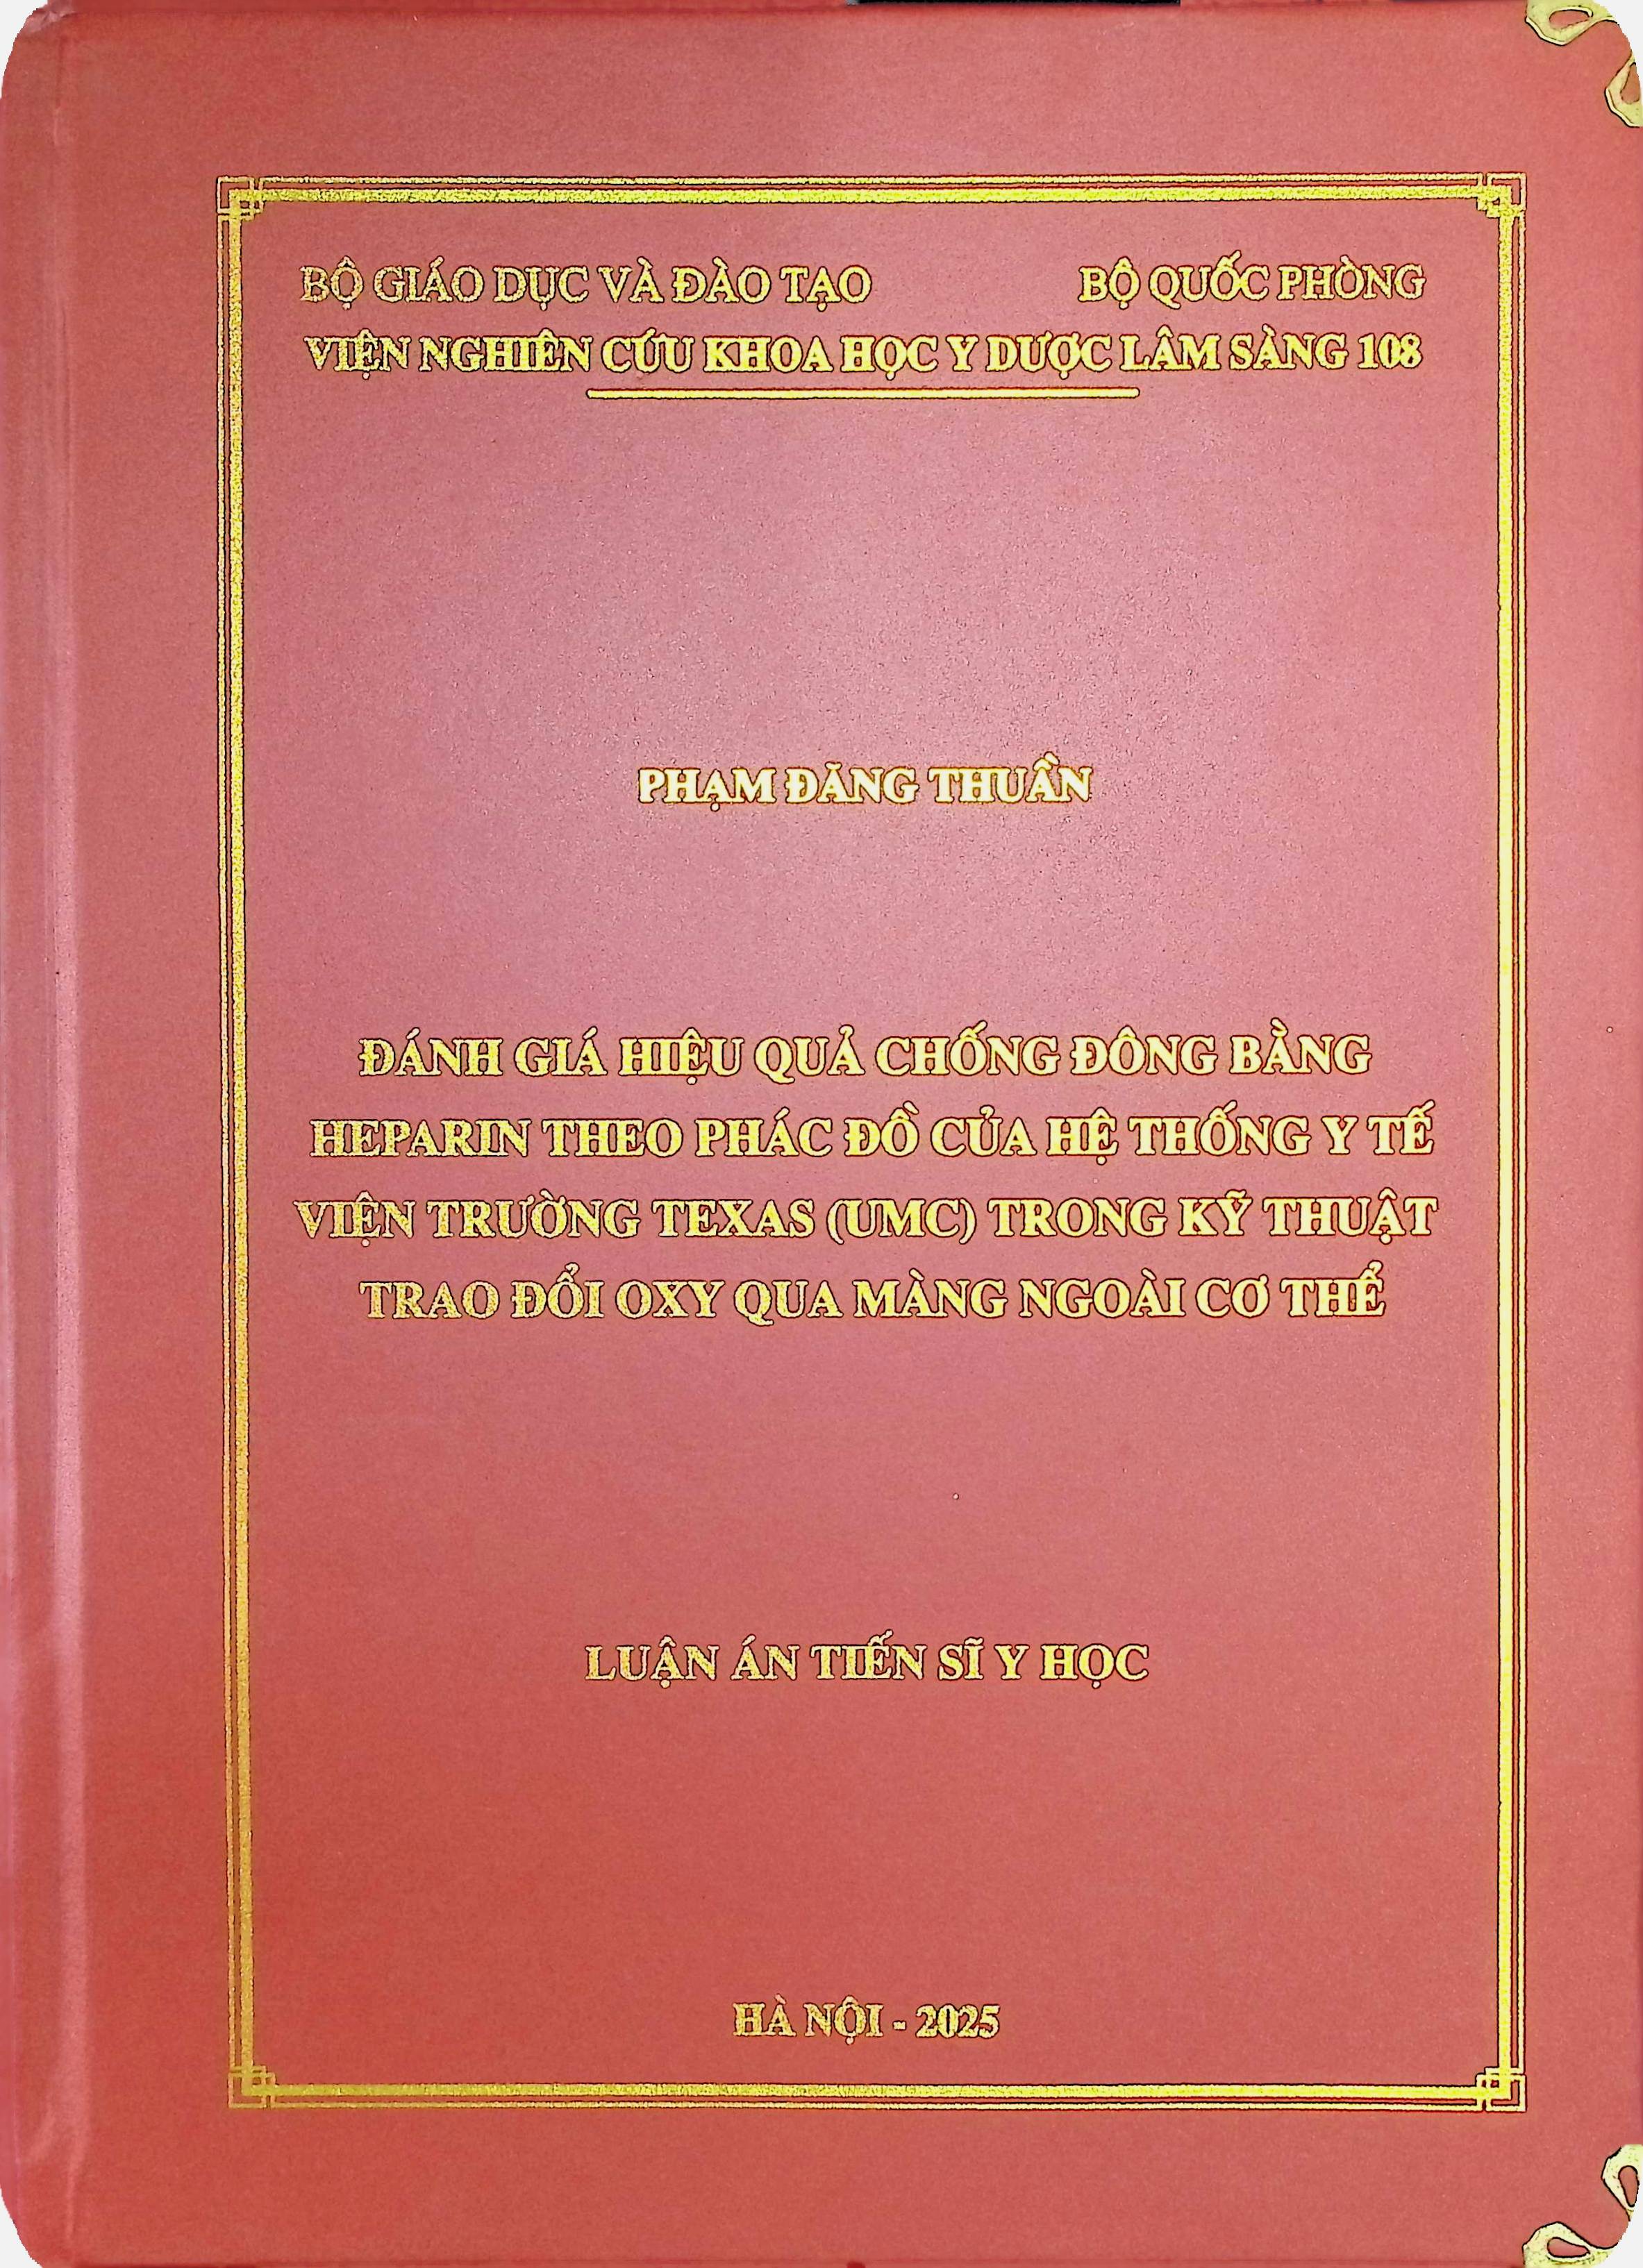 BỘ GIÁO DỤC VÀ ĐÀO TẠO BỘ QUỐC PHÒNG
VIỆN NGHIÊN CỨU KHOA HỌC Y DƯỢC LÂM SÀNG 108
PHẠM ĐĂNG THUẦN
ĐÁNH GIÁ HIỆU QUẢ CHỐNG ĐÔNG BẰNG
HEPARIN THEO PHÁC ĐỒ CỦA HỆ THỐNG Y TẾ
VIỆN TRƯỜNG TEXAS (UMC) TRONG KỸ THUẬT
TRAO ĐỔI OXY QUA MÀNG NGOÀI CƠ THỂ
LUẬN ÁN TIẾN SĨ Y HỌC
HÀ NỘI - 2025